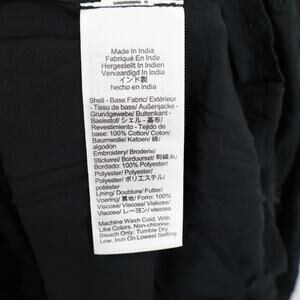 Made In India
Fabriqué En Inde
Hergestellt In Indien
Vervaardigd In India
インド製
hecho en India
Shell - Base Fabric/ Extérieur
- Tissu de base/ Außenjacke -
Grundgewebe/ Buitenkant -
Basisstof/ シェル - 基布/
Revestimiento - Tejido de
base: 100% Cotton/ Coton/
Baumwolle/ Katoen/ 綿/
algodón
Embroidery/ Broderie/
Stickerei/ Borduursel/ 刺繍糸/
Bordado: 100% Polyester/
Polyester/ Polyester/
Polyester/ ポリエステル/
poliéster
Lining/ Doublure/ Futter/
Voering/ 裏地/ Forro: 100%
Viscose/ Viscose/ Viskose/
Viscose/ レーヨン/ viscosa
Machine Wash Cold. With
Like Colors. Non-chlorine
Bleach Only. Tumble Dry
Low. Iron On Lowest Setting.